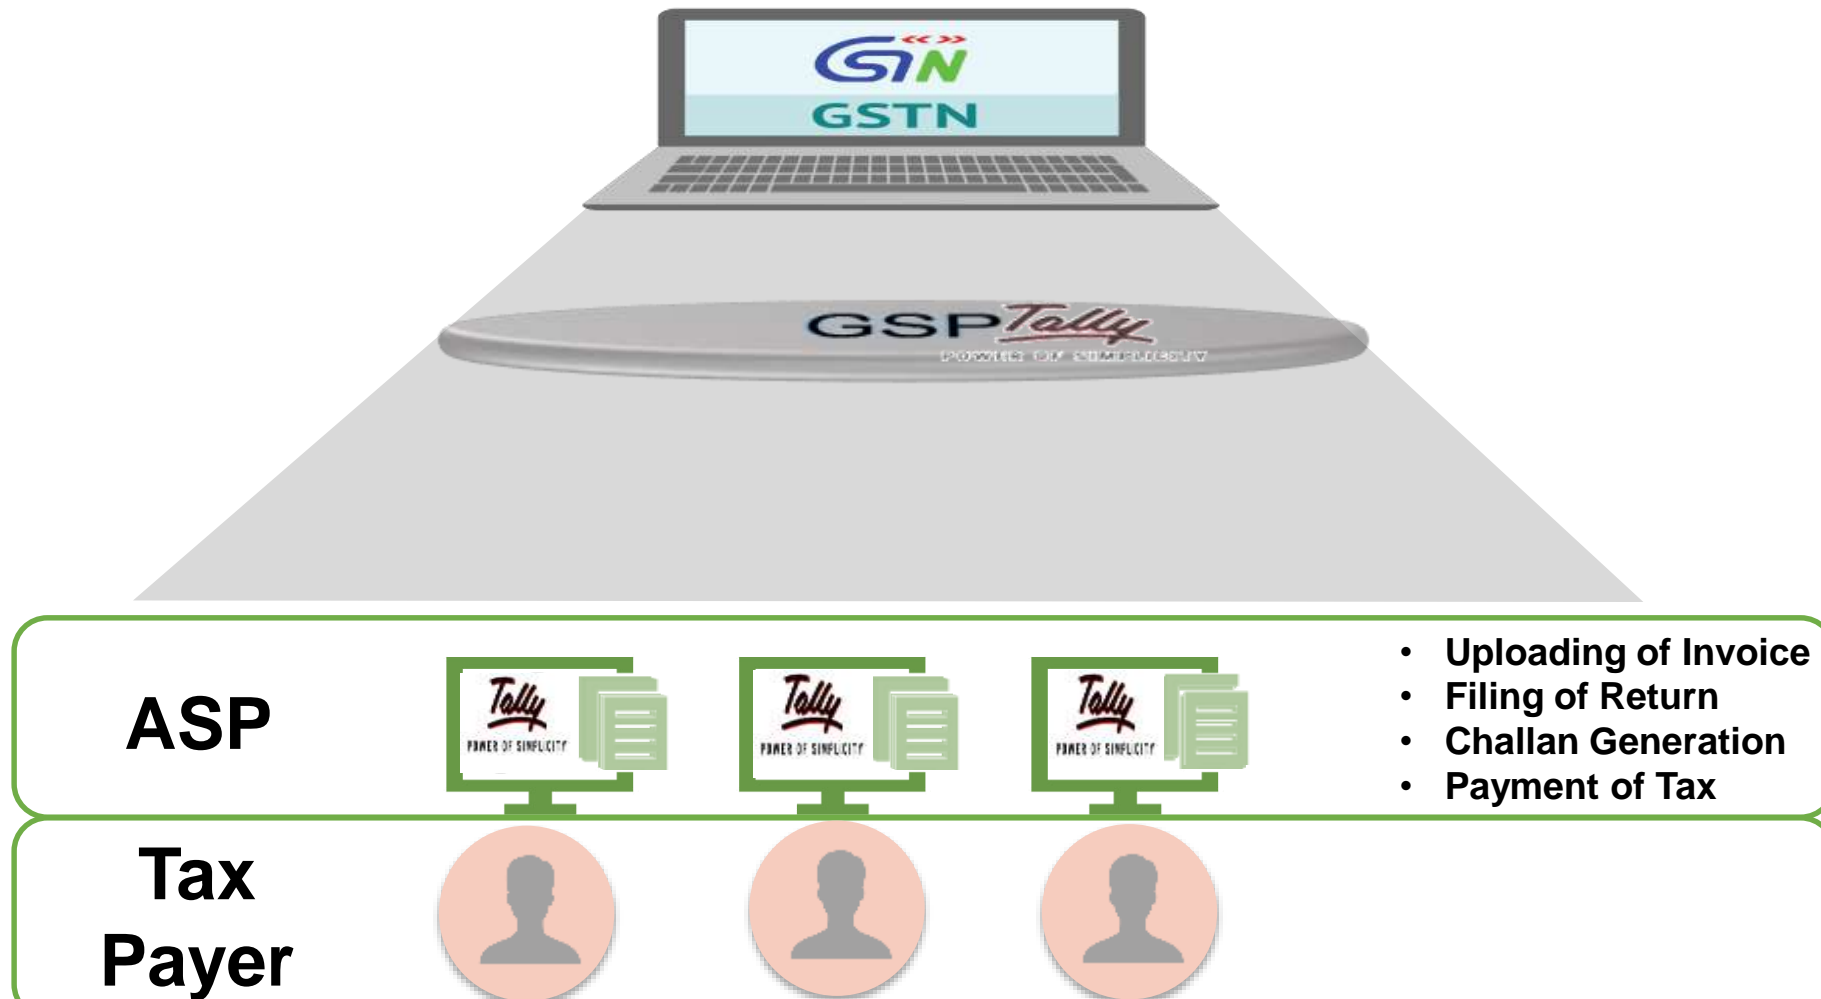 GSTN
GSTN
GSP Tally
POWER OF SIMPLICITY
ASP
Tally
POWER OF SIMPLICITY
Tally
POWER OF SIMPLICITY
Tally
POWER OF SIMPLICITY
• Uploading of Invoice
• Filing of Return
• Challan Generation
• Payment of Tax
Tax
Payer